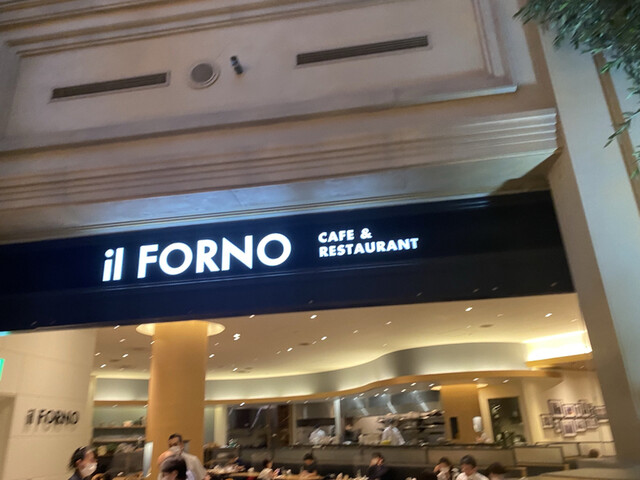 il FORNO
CAFE &
RESTAURANT
il FORNO